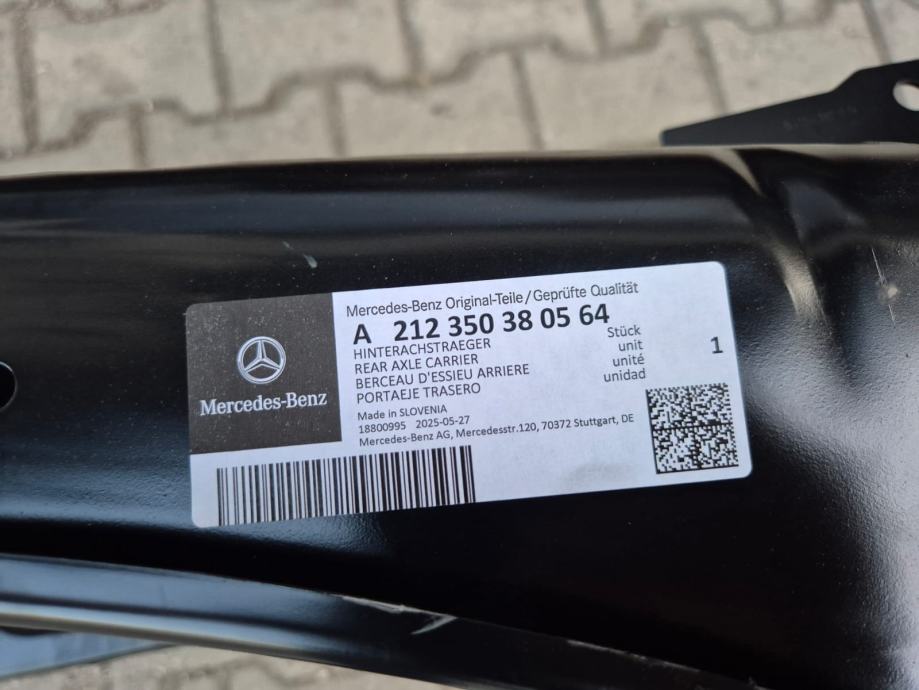 Mercedes-Benz Original-Teile/Geprüfte Qualität
A 212 350 38 05 64
HINTERACHSTRAEGER
REAR AXLE CARRIER
BERCEAU D'ESSIEU ARRIERE
PORTAEJE TRASERO
Stück
unit
unité
unidad
1
Made in SLOVENIA
18800995 2025-05-27
Mercedes-Benz AG, Mercedesstr.120, 70372 Stuttgart, DE
Mercedes-Benz